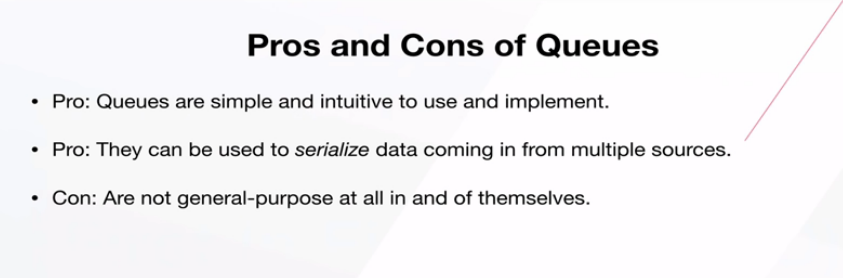 Pros and Cons of Queues
• Pro: Queues are simple and intuitive to use and implement.
• Pro: They can be used to serialize data coming in from multiple sources.
• Con: Are not general-purpose at all in and of themselves.